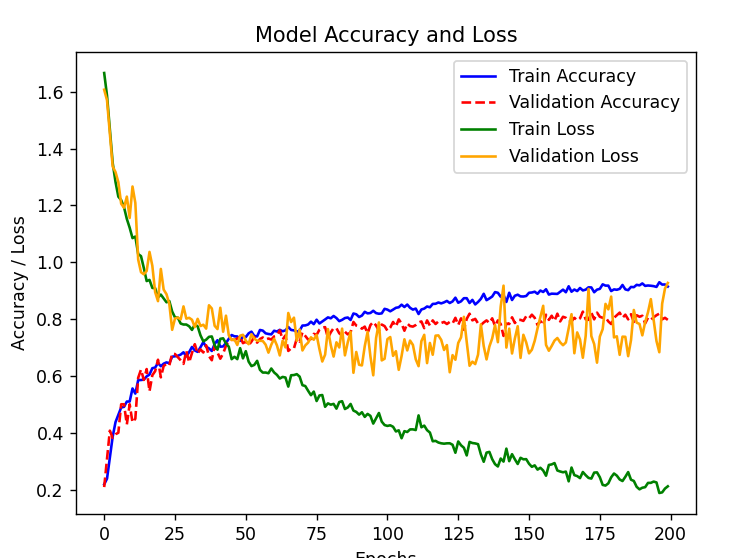 Model Accuracy and Loss
Train Accuracy
Validation Accuracy
Train Loss
Validation Loss
Accuracy / Loss
1.6
1.4
1.2
1.0
0.8
0.6
0.4
0.2
0 25 50 75 100 125 150 175 200
Epochs